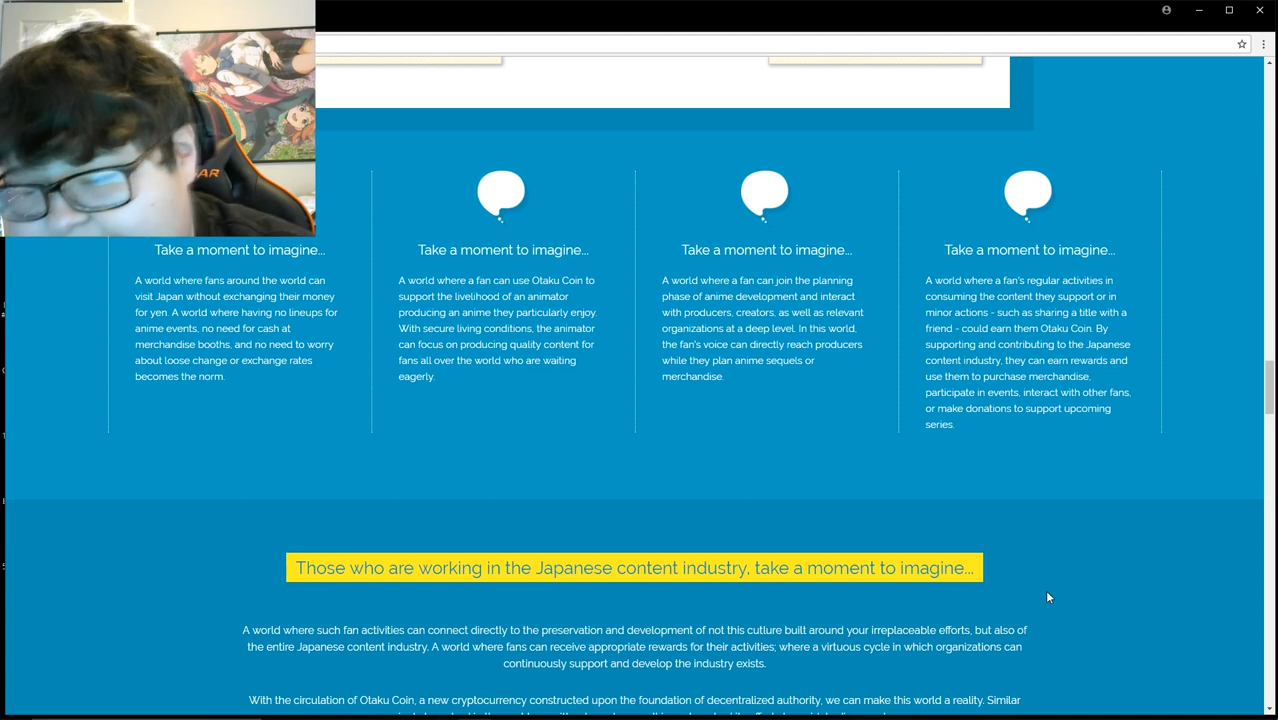 AR
Take a moment to imagine...
A world where fans around the world can
visit Japan without exchanging their money
for yen. A world where having no lineups for
anime events, no need for cash at
merchandise booths, and no need to worry
about loose change or exchange rates
becomes the norm.
Take a moment to imagine...
A world where a fan can use Otaku Coin to
support the livelihood of an animator
producing an anime they particularly enjoy.
With secure living conditions, the animator
can focus on producing quality content for
fans all over the world who are waiting
eagerly.
Take a moment to imagine...
A world where a fan can join the planning
phase of anime development and interact
with producers, creators, as well as relevant
organizations at a deep level. In this world,
the fan's voice can directly reach producers
while they plan anime sequels or
merchandise.
Take a moment to imagine...
A world where a fan's regular activities in
consuming the content they support or in
minor actions - such as sharing a title with a
friend - could earn them Otaku Coin. By
supporting and contributing to the Japanese
content industry, they can earn rewards and
use them to purchase merchandise,
participate in events, interact with other fans,
or make donations to support upcoming
series.
Those who are working in the Japanese content industry, take a moment to imagine...
A world where such fan activities can connect directly to the preservation and development of not this cutlure built around your irreplaceable efforts, but also of
the entire Japanese content industry. A world where fans can receive appropriate rewards for their activities; where a virtuous cycle in which organizations can
continuously support and develop the industry exists.
With the circulation of Otaku Coin, a new cryptocurrency constructed upon the foundation of decentralized authority, we can make this world a reality. Similar